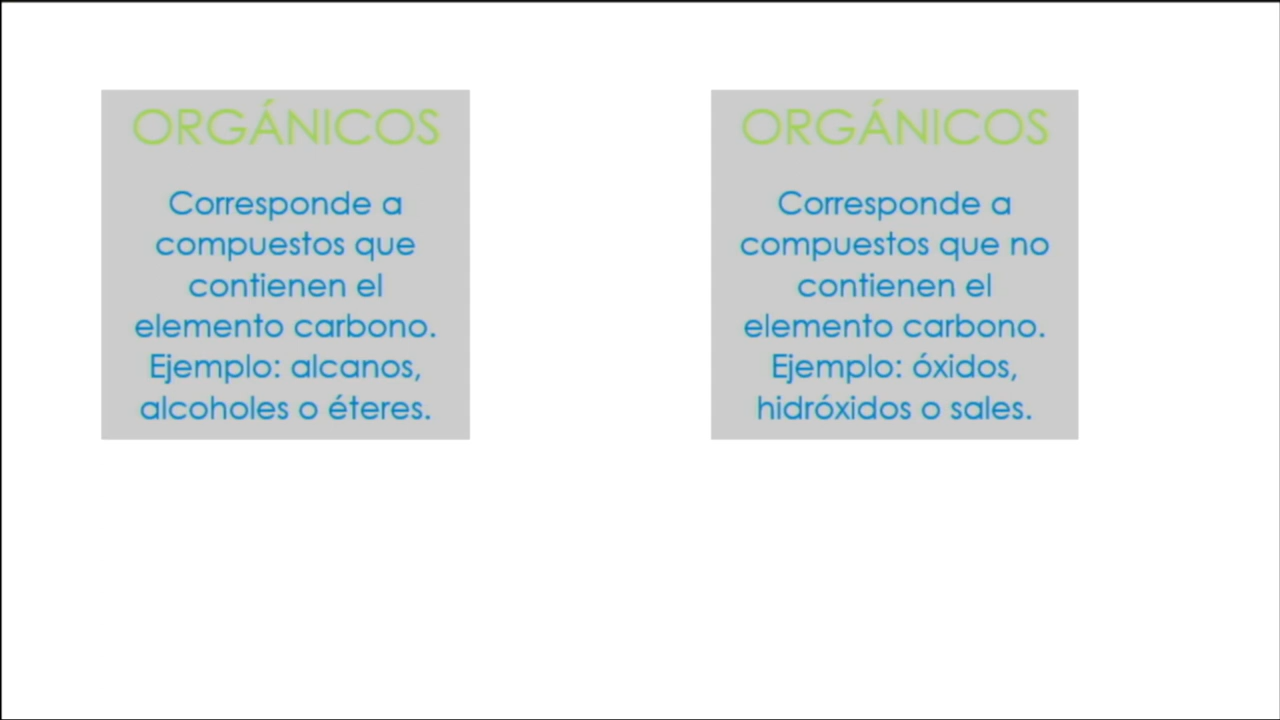 ORGÁNICOS
Corresponde a
compuestos que
contienen el
elemento carbono.
Ejemplo: alcanos,
alcoholes o éteres.
ORGÁNICOS
Corresponde a
compuestos que no
contienen el
elemento carbono.
Ejemplo: óxidos,
hidróxidos o sales.